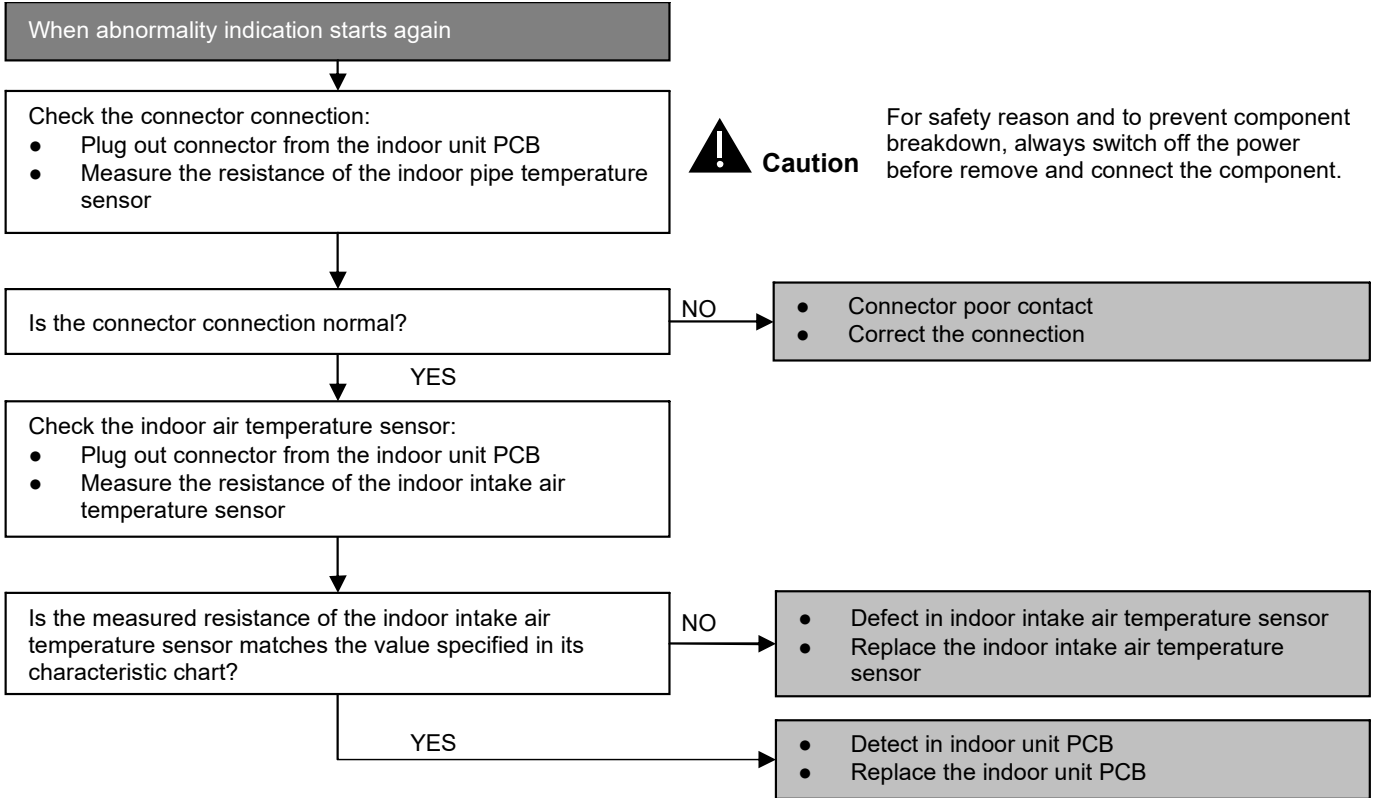 When abnormality indication starts again
Check the connector connection:
● Plug out connector from the indoor unit PCB
● Measure the resistance of the indoor pipe temperature
sensor
Caution
For safety reason and to prevent component
breakdown, always switch off the power
before remove and connect the component.
Is the connector connection normal?
NO
● Connector poor contact
● Correct the connection
YES
Check the indoor air temperature sensor:
● Plug out connector from the indoor unit PCB
● Measure the resistance of the indoor intake air
temperature sensor
Is the measured resistance of the indoor intake air
temperature sensor matches the value specified in its
characteristic chart?
NO
● Defect in indoor intake air temperature sensor
● Replace the indoor intake air temperature
sensor
YES
● Detect in indoor unit PCB
● Replace the indoor unit PCB